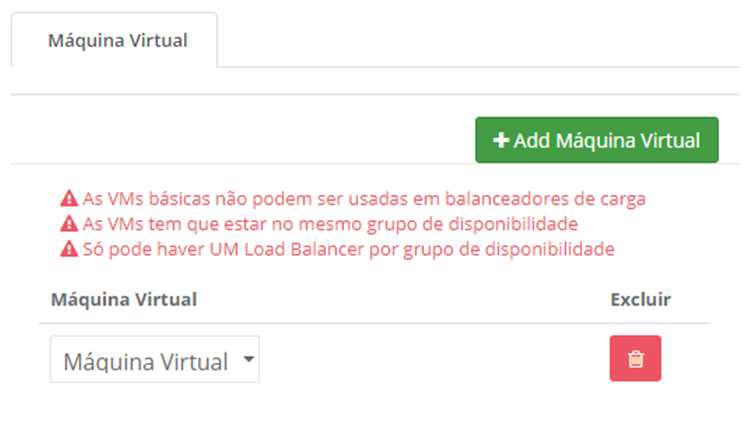 Máquina Virtual
Add Máquina Virtual
As VMs básicas não podem ser usadas em balanceadores de carga
As VMs tem que estar no mesmo grupo de disponibilidade
Só pode haver UM Load Balancer por grupo de disponibilidade
Máquina Virtual Excluir
Máquina Virtual